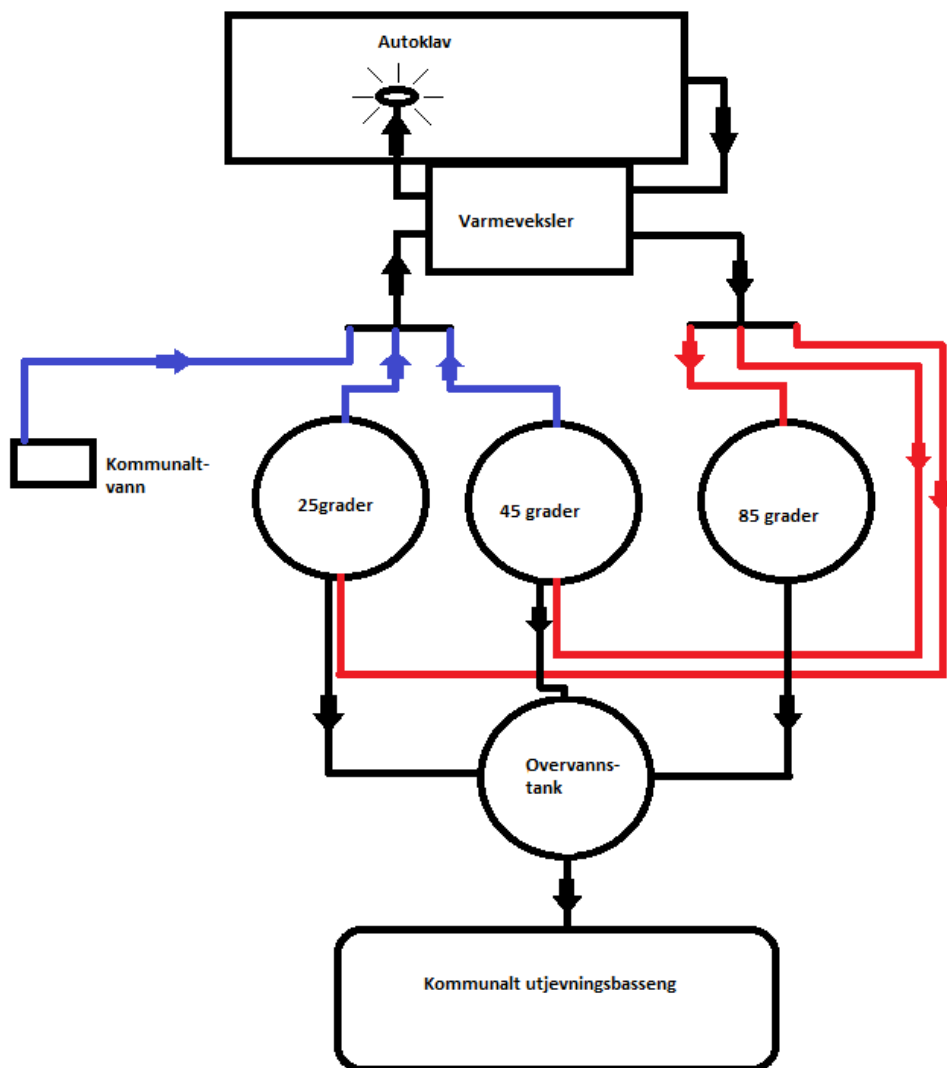 Autoklav
Varmeveksler
Kommunalt-
vann
25grader
45 grader
85 grader
Overvanns-
tank
Kommunalt utjevningsbasseng